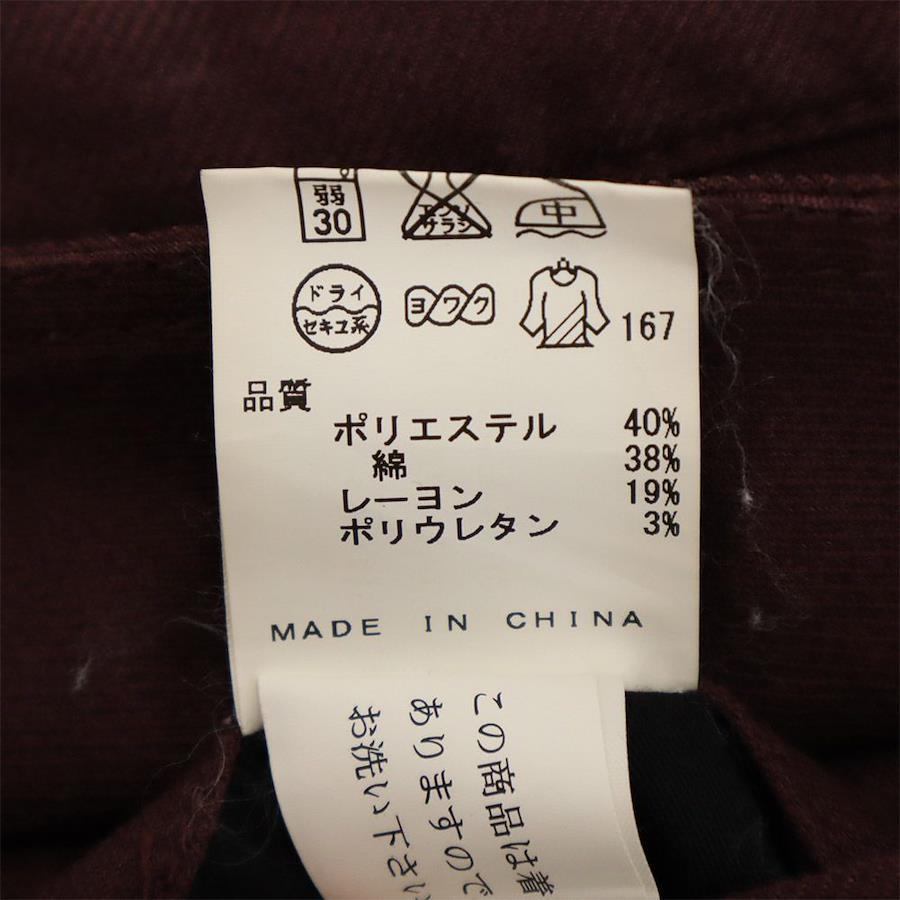 弱
30
エンソ
サラシ
中
ドライ
セキユ系
ヨワク
167
品質
ポリエステル 40%
綿 38%
レーヨン 19%
ポリウレタン 3%
MADE IN CHINA
この商品は着
ありますので
お洗い下さい